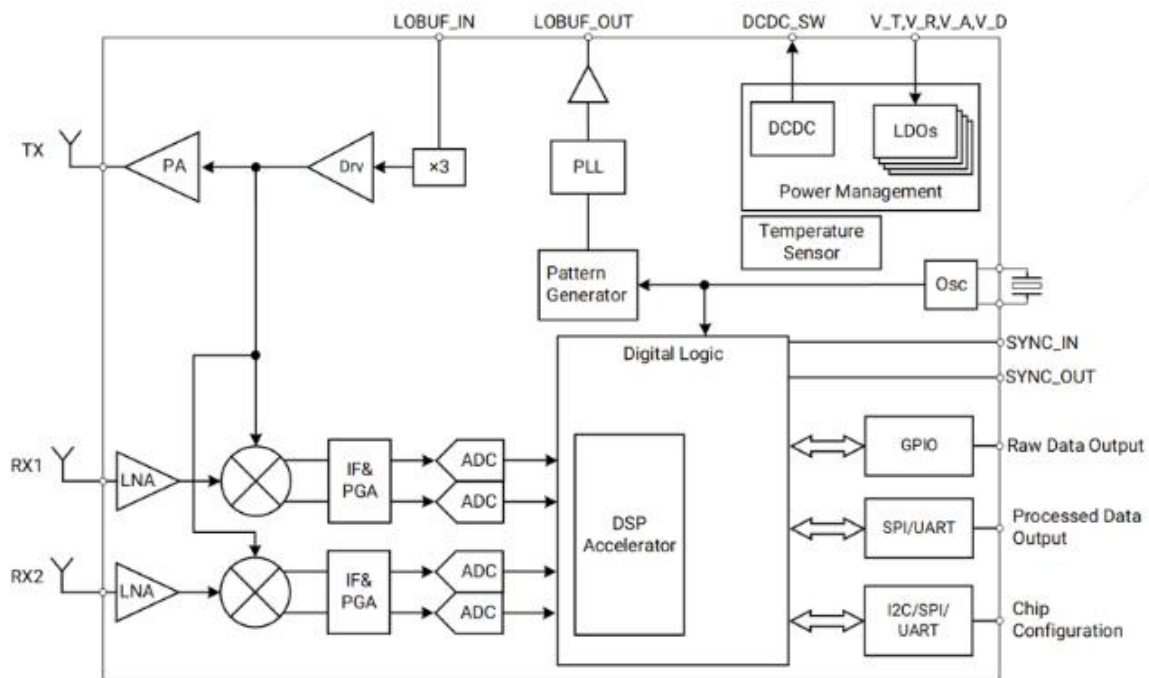 LOBUF_IN
LOBUF_OUT
DCDC_SW
V_T,V_R,V_A,V_D
TX
PA
Drv
×3
PLL
DCDC
LDOs
Power Management
Temperature
Sensor
Pattern
Generator
Osc
Digital Logic
SYNC_IN
SYNC_OUT
RX1
LNA
IF&
PGA
ADC
ADC
GPIO
Raw Data Output
DSP
Accelerator
SPI/UART
Processed Data
Output
RX2
LNA
IF&
PGA
ADC
ADC
I2C/SPI/
UART
Chip
Configuration